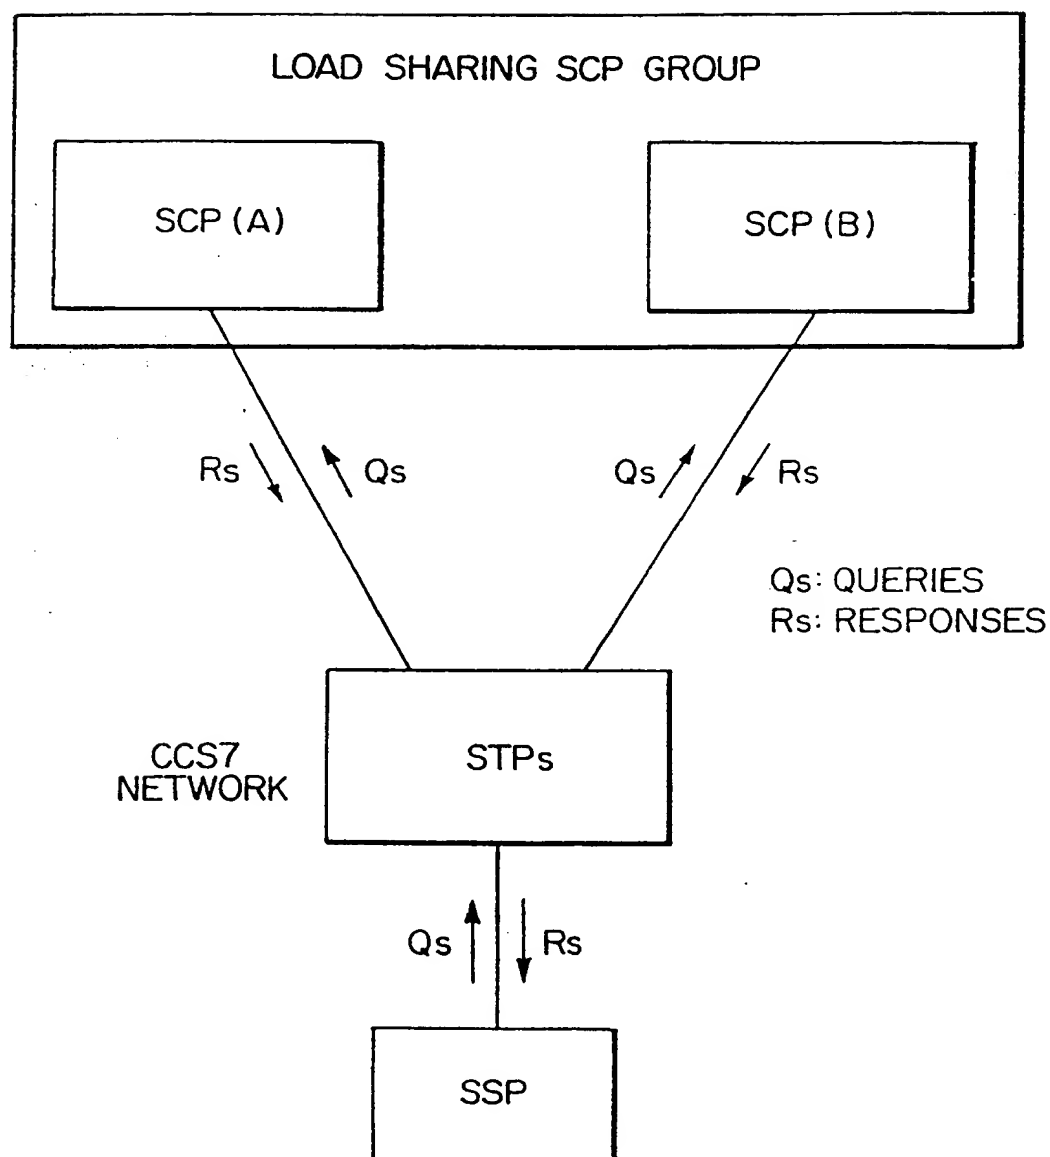 LOAD SHARING SCP GROUP
SCP (A)
SCP (B)
Rs
Qs
Qs
Rs
Qs: QUERIES
Rs: RESPONSES
CCS7
NETWORK
STPs
Qs
Rs
SSP